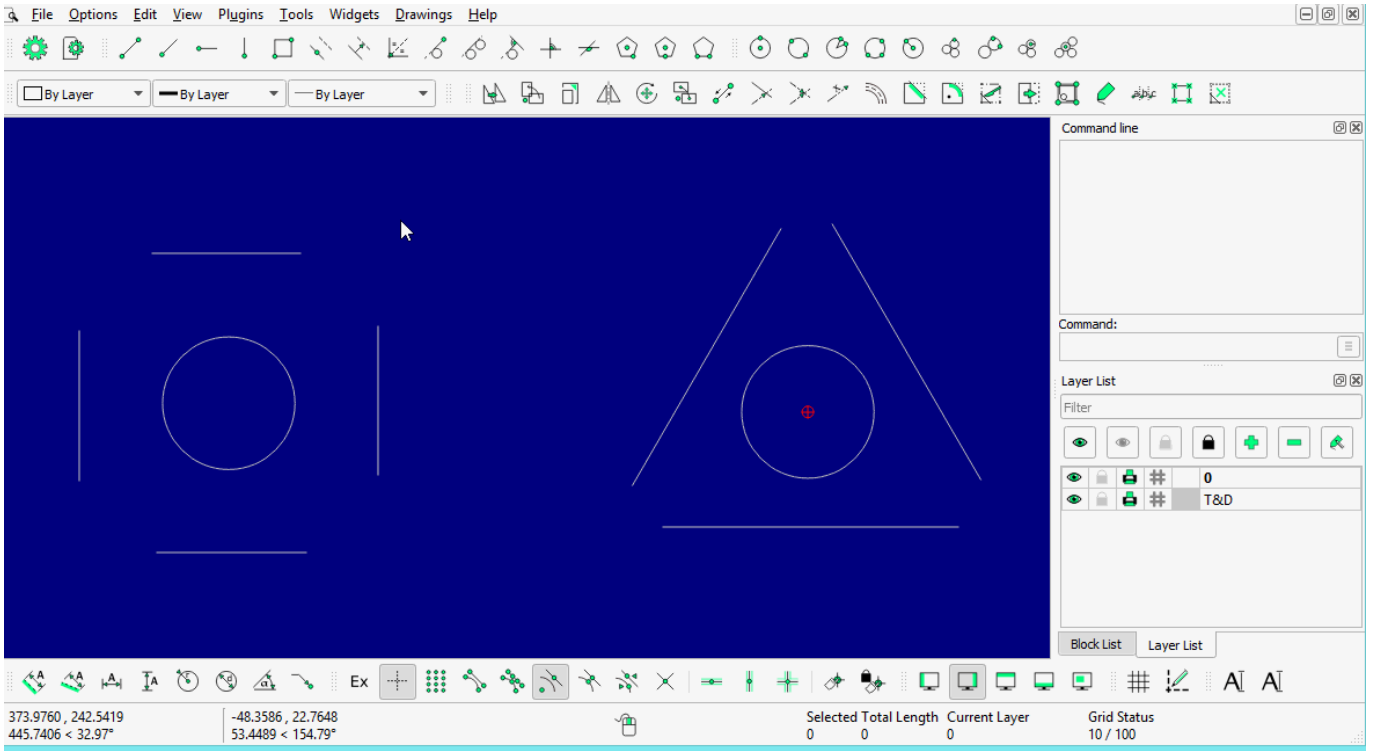 File Options Edit View Plugins Tools Widgets Drawings Help
By Layer By Layer By Layer
Command line
Command:
Layer List
Filter
0
T&D
Block List Layer List
Ex
373.9760 , 242.5419 -48.3586 , 22.7648 Selected Total Length Current Layer Grid Status
445.7406 < 32.97° 53.4489 < 154.79° 0 0 0 10 / 100